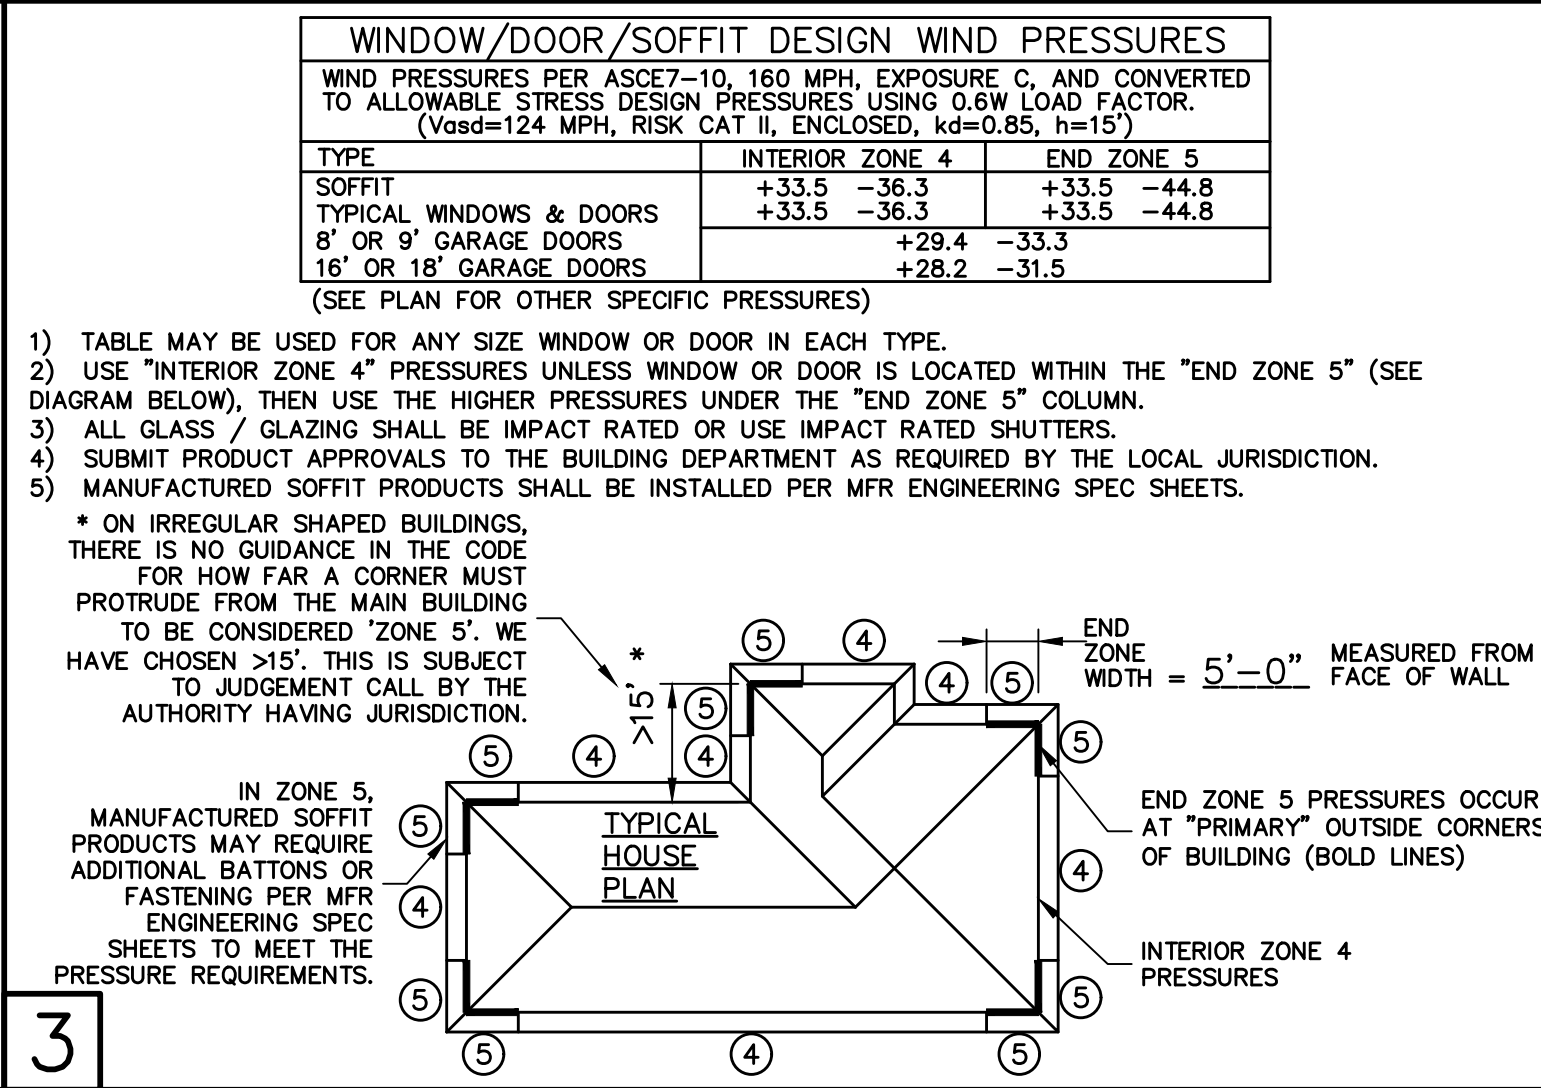 WINDOW/DOOR/SOFFIT DESIGN WIND PRESSURES
WIND PRESSURES PER ASCE7-10, 160 MPH, EXPOSURE C, AND CONVERTED
TO ALLOWABLE STRESS DESIGN PRESSURES USING 0.6W LOAD FACTOR.
(Vasd=124 MPH, RISK CAT II, ENCLOSED, kd=0.85, h=15')
TYPE INTERIOR ZONE 4 END ZONE 5
SOFFIT +33.5 -36.3 +33.5 -44.8
TYPICAL WINDOWS & DOORS +33.5 -36.3 +33.5 -44.8
8' OR 9' GARAGE DOORS +29.4 -33.3
16' OR 18' GARAGE DOORS +28.2 -31.5
(SEE PLAN FOR OTHER SPECIFIC PRESSURES)
1) TABLE MAY BE USED FOR ANY SIZE WINDOW OR DOOR IN EACH TYPE.
2) USE "INTERIOR ZONE 4" PRESSURES UNLESS WINDOW OR DOOR IS LOCATED WITHIN THE "END ZONE 5" (SEE
DIAGRAM BELOW), THEN USE THE HIGHER PRESSURES UNDER THE "END ZONE 5" COLUMN.
3) ALL GLASS / GLAZING SHALL BE IMPACT RATED OR USE IMPACT RATED SHUTTERS.
4) SUBMIT PRODUCT APPROVALS TO THE BUILDING DEPARTMENT AS REQUIRED BY THE LOCAL JURISDICTION.
5) MANUFACTURED SOFFIT PRODUCTS SHALL BE INSTALLED PER MFR ENGINEERING SPEC SHEETS.
* ON IRREGULAR SHAPED BUILDINGS,
THERE IS NO GUIDANCE IN THE CODE
FOR HOW FAR A CORNER MUST
PROTRUDE FROM THE MAIN BUILDING
TO BE CONSIDERED 'ZONE 5'. WE
HAVE CHOSEN >15'. THIS IS SUBJECT
TO JUDGEMENT CALL BY THE
AUTHORITY HAVING JURISDICTION.
>15' *
5
4
5
4
4
5
END
ZONE
WIDTH = 5'-0" MEASURED FROM
FACE OF WALL
5
4
5
END ZONE 5 PRESSURES OCCUR
AT "PRIMARY" OUTSIDE CORNERS
OF BUILDING (BOLD LINES)
IN ZONE 5,
MANUFACTURED SOFFIT
PRODUCTS MAY REQUIRE
ADDITIONAL BATTONS OR
FASTENING PER MFR
ENGINEERING SPEC
SHEETS TO MEET THE
PRESSURE REQUIREMENTS.
5
4
5
TYPICAL
HOUSE
PLAN
4
INTERIOR ZONE 4
PRESSURES
5
5
4
5
3